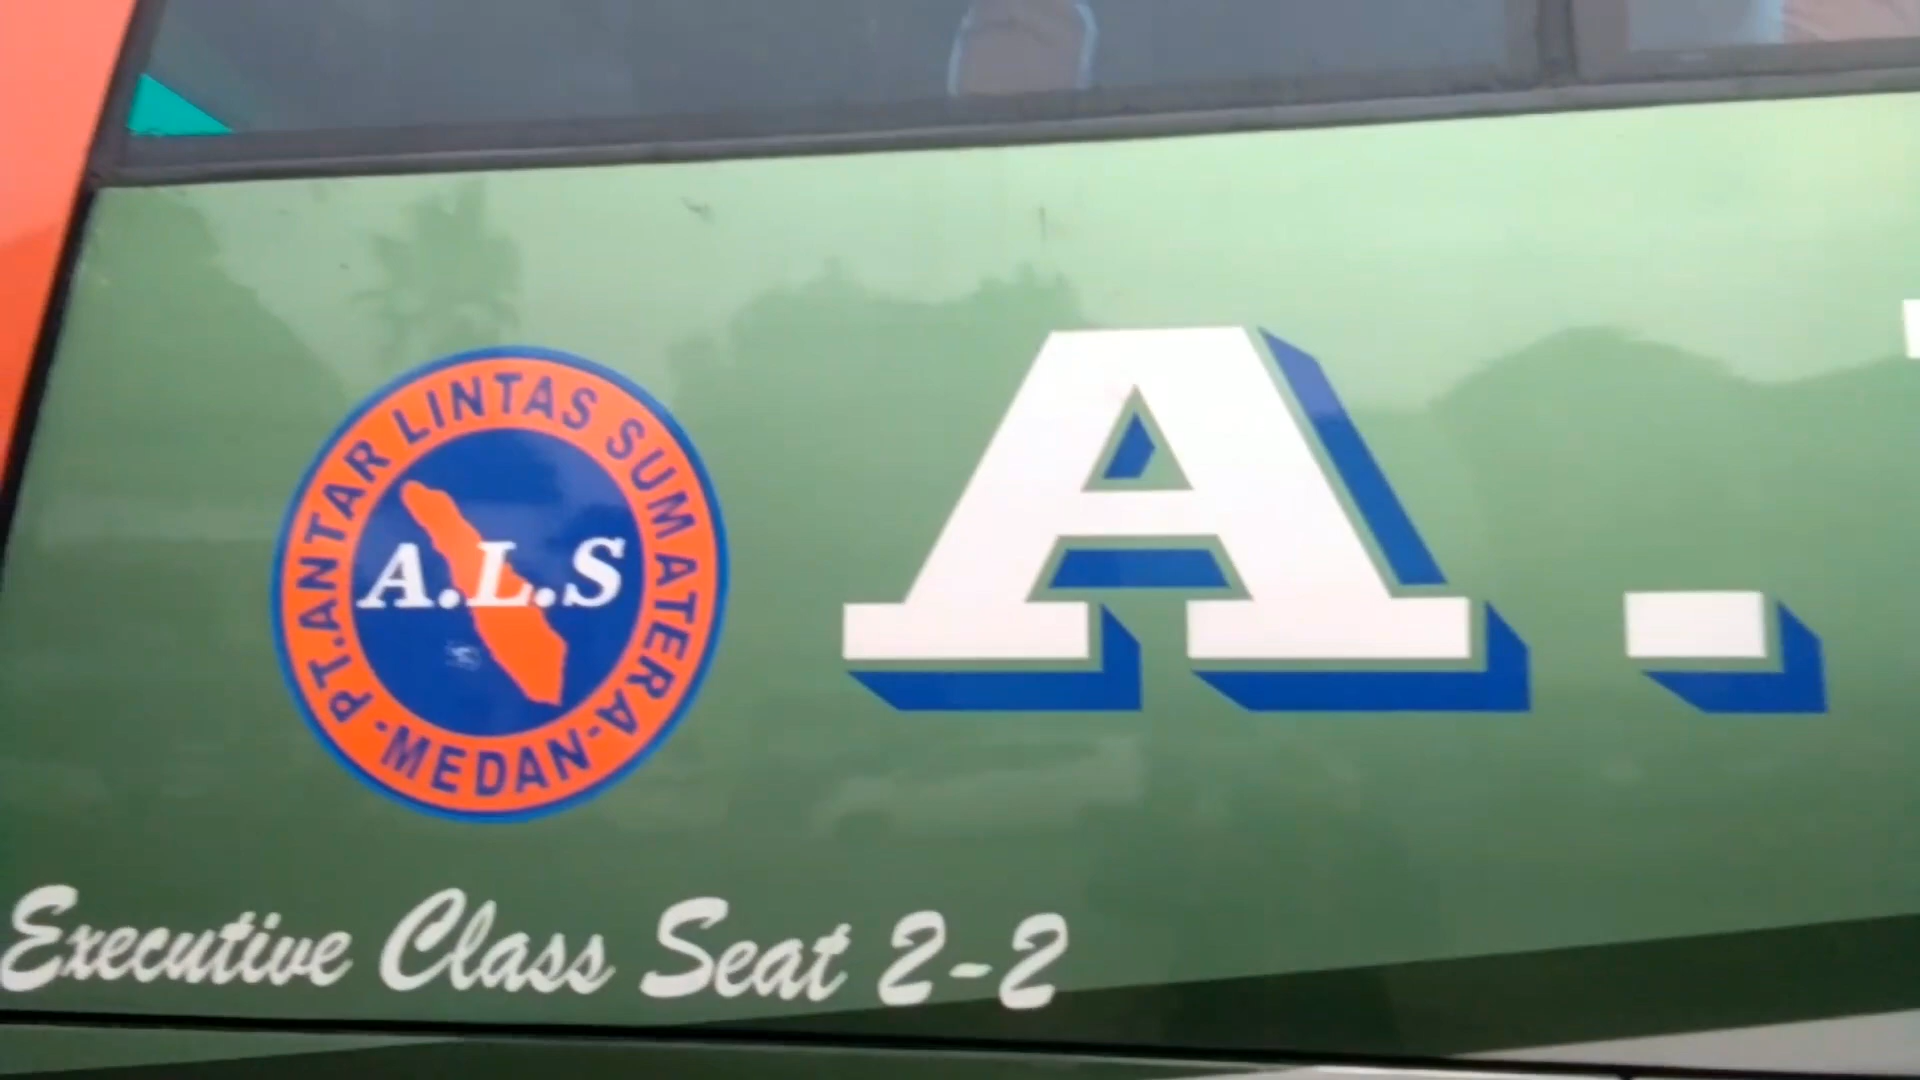 PT.ANTAR LINTAS SUMATERA
-MEDAN-
A.L.S
A.
Executive Class Seat 2-2